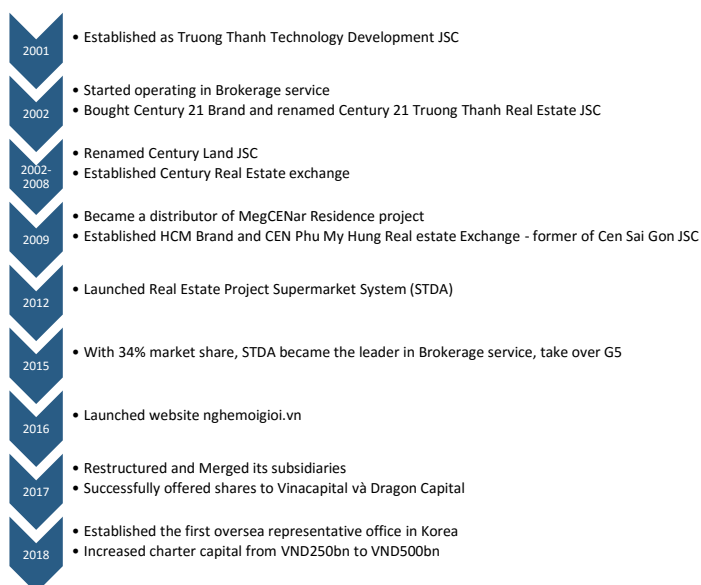 2001
• Established as Truong Thanh Technology Development JSC
2002
• Started operating in Brokerage service
• Bought Century 21 Brand and renamed Century 21 Truong Thanh Real Estate JSC
2002-
2008
• Renamed Century Land JSC
• Established Century Real Estate exchange
2009
• Became a distributor of MegCENar Residence project
• Established HCM Brand and CEN Phu My Hung Real estate Exchange - former of Cen Sai Gon JSC
2012
• Launched Real Estate Project Supermarket System (STDA)
2015
• With 34% market share, STDA became the leader in Brokerage service, take over G5
2016
• Launched website nghemoigioi.vn
2017
• Restructured and Merged its subsidiaries
• Successfully offered shares to Vinacapital và Dragon Capital
2018
• Established the first oversea representative office in Korea
• Increased charter capital from VND250bn to VND500bn